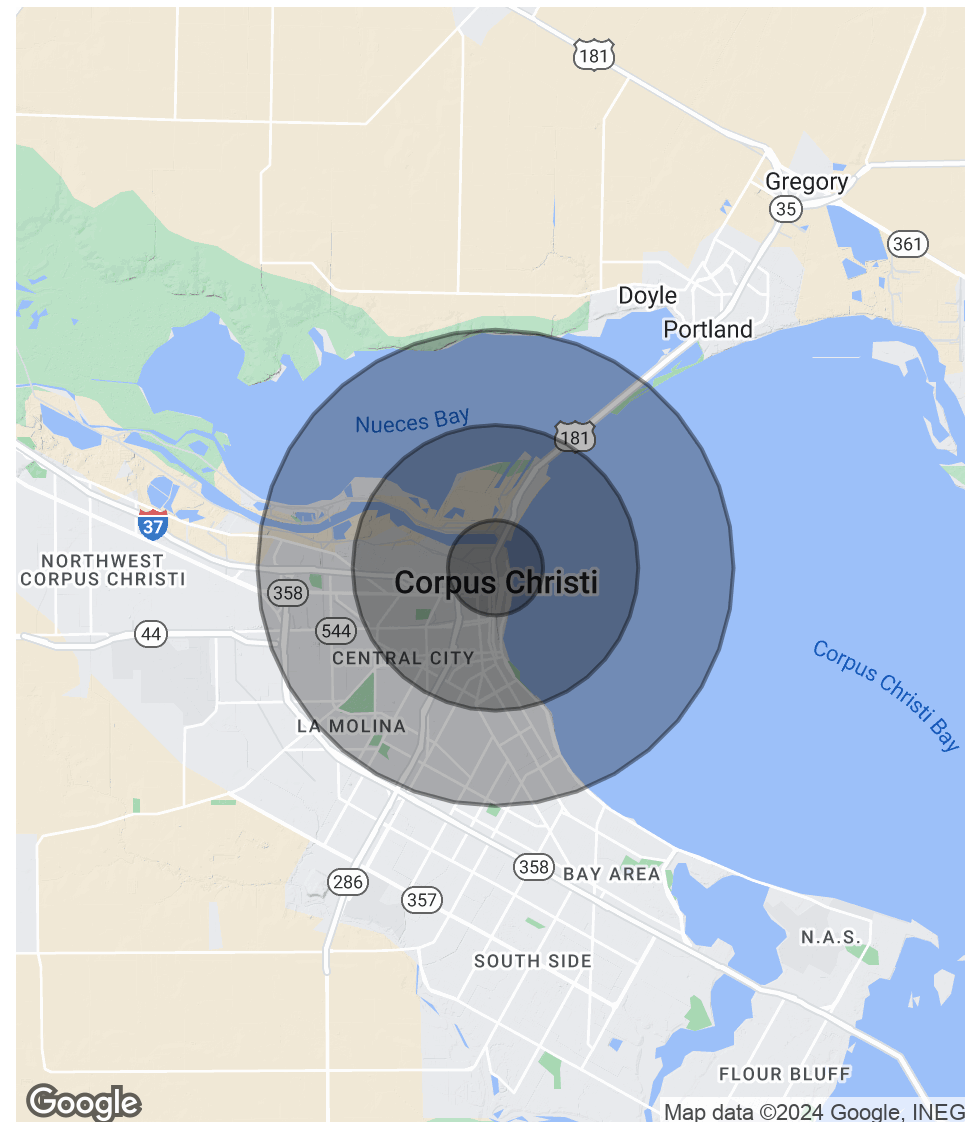 181
Gregory
35
361
Doyle
Portland
Nueces Bay
181
37
NORTHWEST
CORPUS CHRISTI
Corpus Christi
358
544
44
CENTRAL CITY
Corpus Christi Bay
LA MOLINA
358
BAY AREA
286
357
N.A.S.
SOUTH SIDE
FLOUR BLUFF
Google
Map data ©2024 Google, INEG